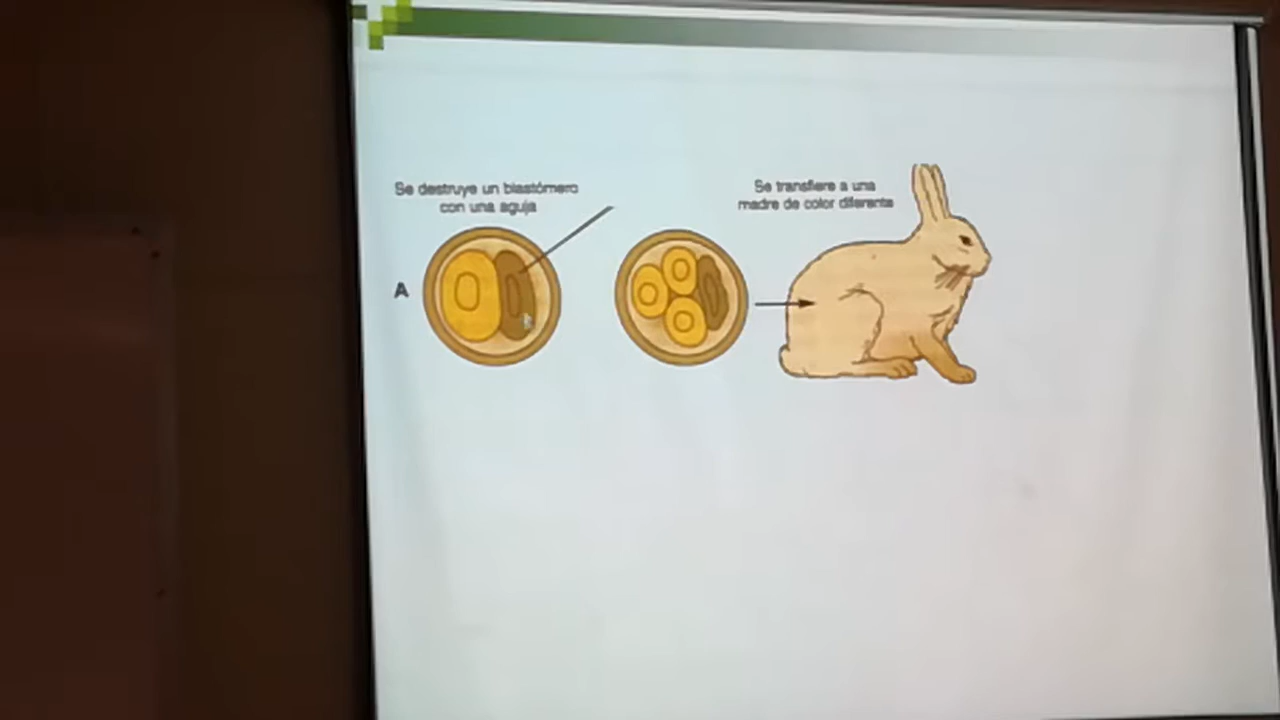 Se destruye un blastómero
con una aguja
Se transfiere a una
madre de color diferente
A